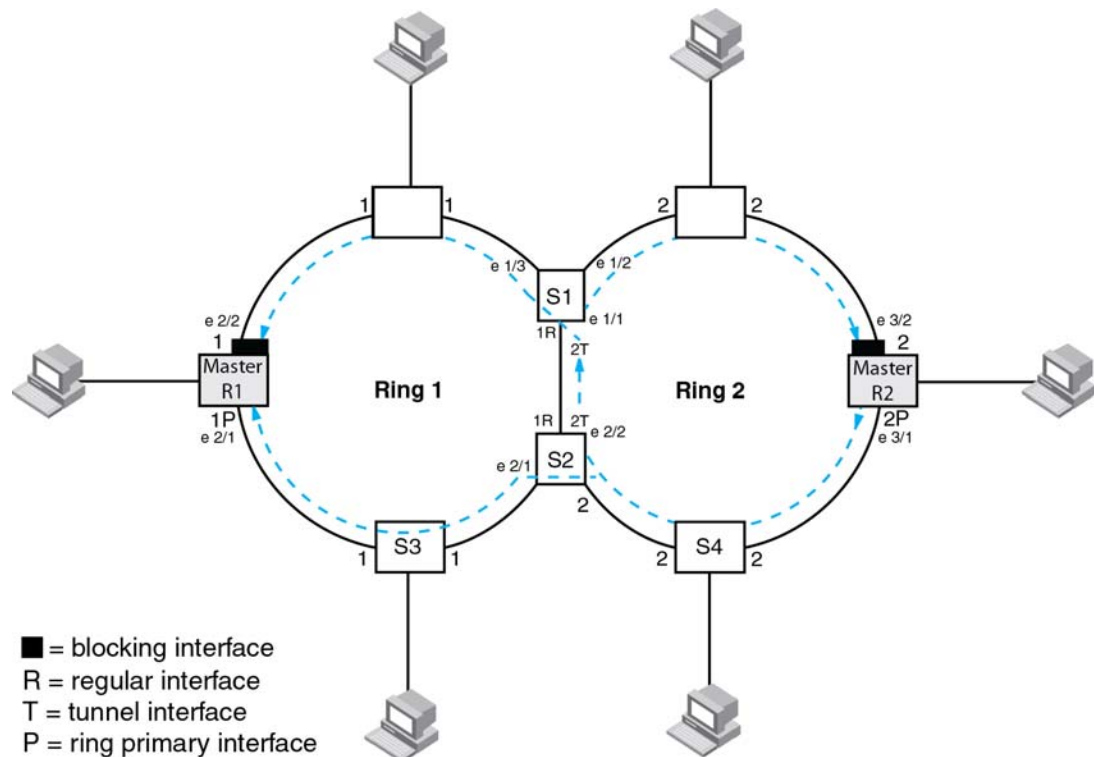 1 1 2 2
e 1/3 e 1/2
S1
e 1/1
e 2/2
1
1R
2T
e 3/2
2
Master
R1
Ring 1
Ring 2
Master
R2
1P
e 2/1
1R
2T
e 2/2
2P
e 3/1
S2
e 2/1
2
S3
S4
1 1 2 2
= blocking interface
R = regular interface
T = tunnel interface
P = ring primary interface